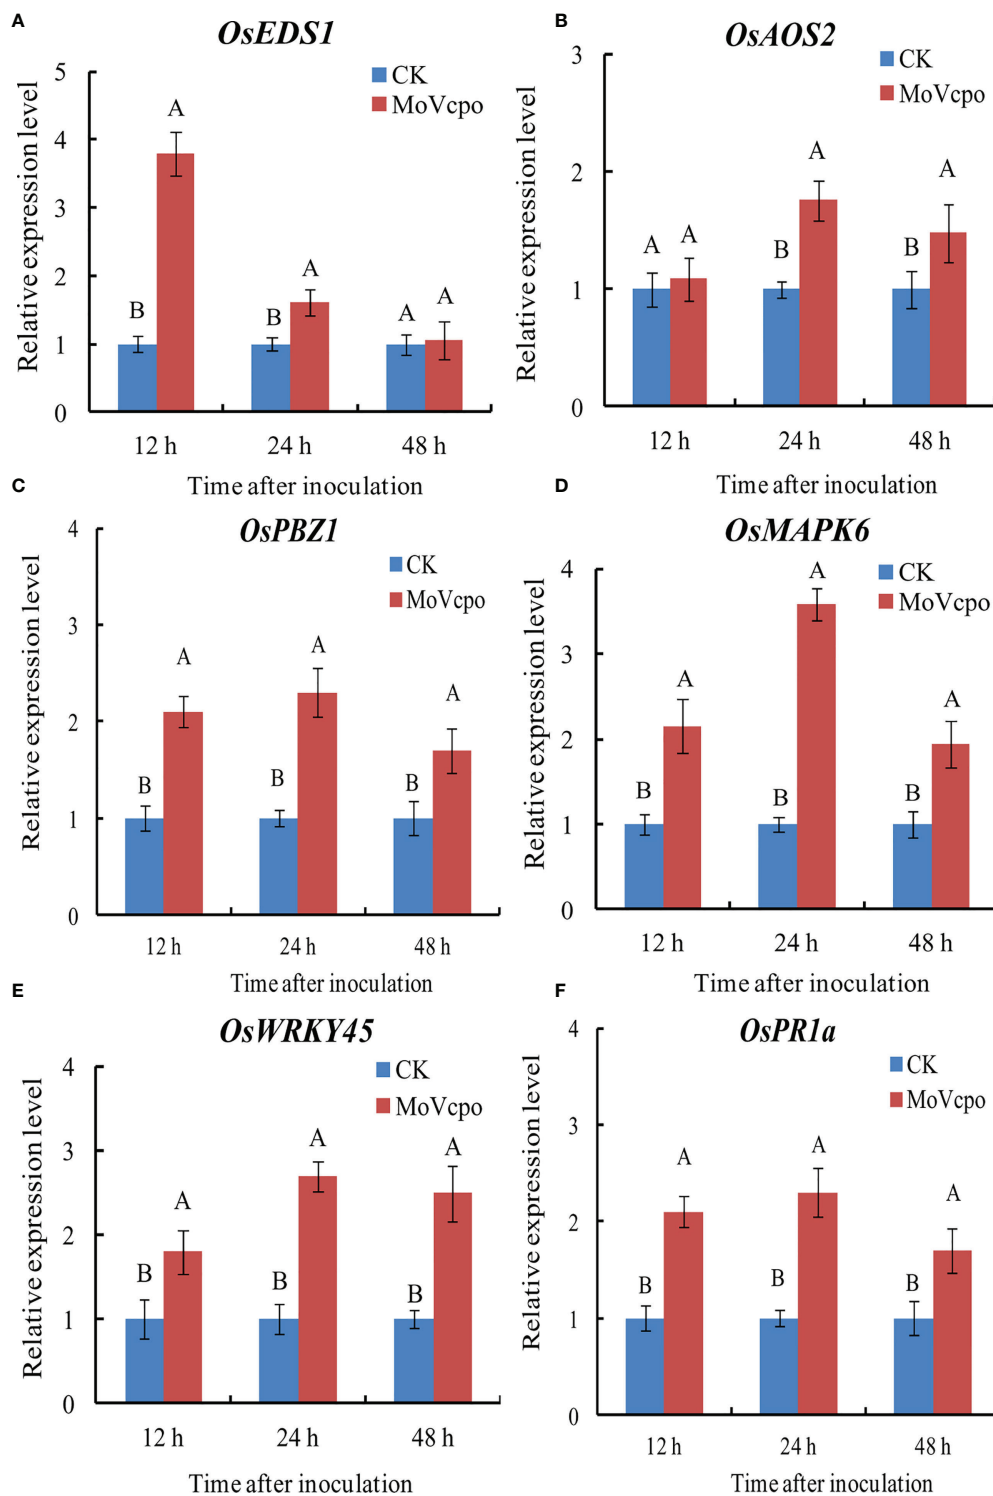 A
OsEDS1
CK
MoVcpo
Relative expression level
5
4
3
2
1
0
B A
B A
A A
12 h 24 h 48 h
Time after inoculation
B
OsAOS2
CK
MoVcpo
Relative expression level
3
2
1
0
A A
B A
B A
12 h 24 h 48 h
Time after inoculation
C
OsPBZ1
CK
MoVcpo
Relative expression level
4
3
2
1
0
B A
B A
B A
12 h 24 h 48 h
Time after inoculation
D
OsMAPK6
CK
MoVcpo
Relative expression level
4
3
2
1
0
B A
B A
B A
12 h 24 h 48 h
Time after inoculation
E
OsWRKY45
CK
MoVcpo
Relative expression level
4
3
2
1
0
B A
B A
B A
12 h 24 h 48 h
Time after inoculation
F
OsPR1a
CK
MoVcpo
Relative expression level
4
3
2
1
0
B A
B A
B A
12 h 24 h 48 h
Time after inoculation